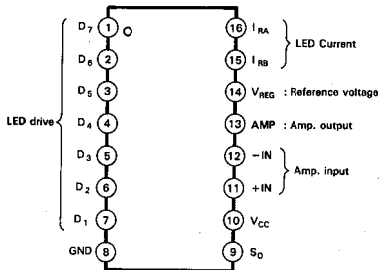 D7 1 16 IRA
D6 2 15 IRB
LED Current
D5 3 14 VREG : Reference voltage
LED drive
D4 4 13 AMP : Amp. output
D3 5 12 −IN
D2 6 11 +IN
Amp. input
D1 7 10 VCC
GND 8 9 SO